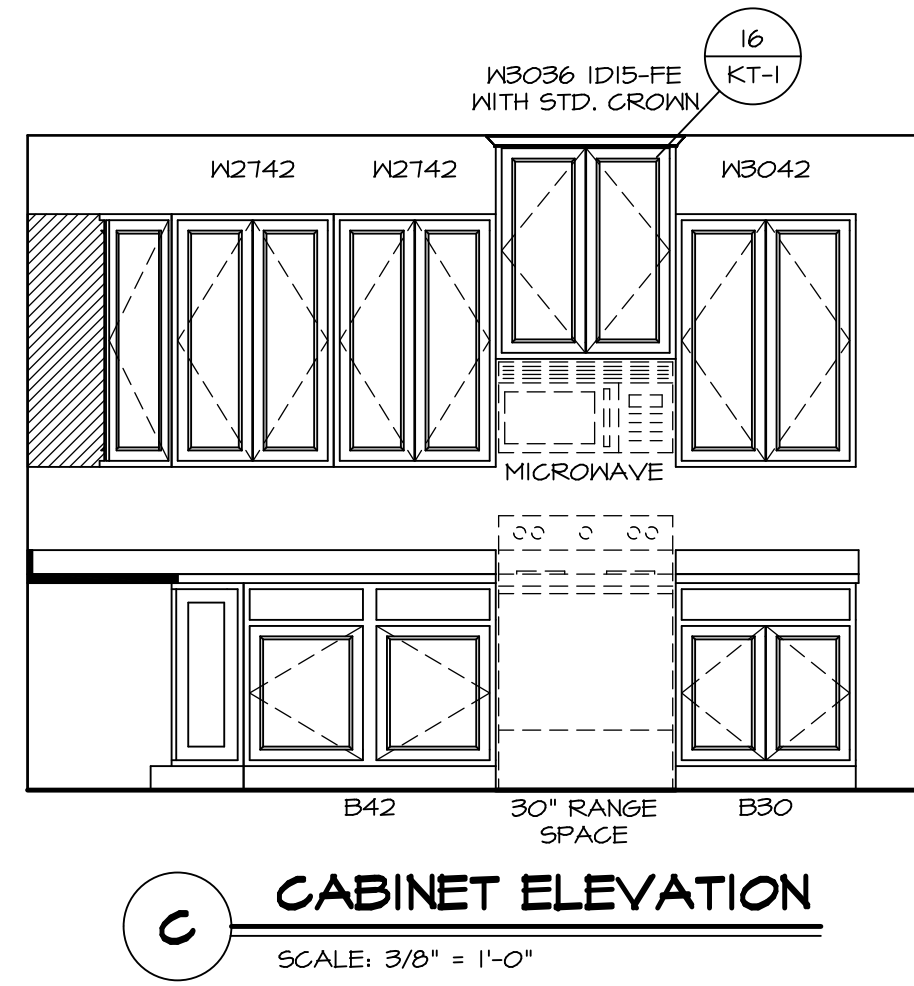 16
KT-1
W3036 1D15-FE
WITH STD. CROWN
W2742
W2742
W3042
MICROWAVE
B42
30" RANGE
SPACE
B30
C
CABINET ELEVATION
SCALE: 3/8" = 1'-0"